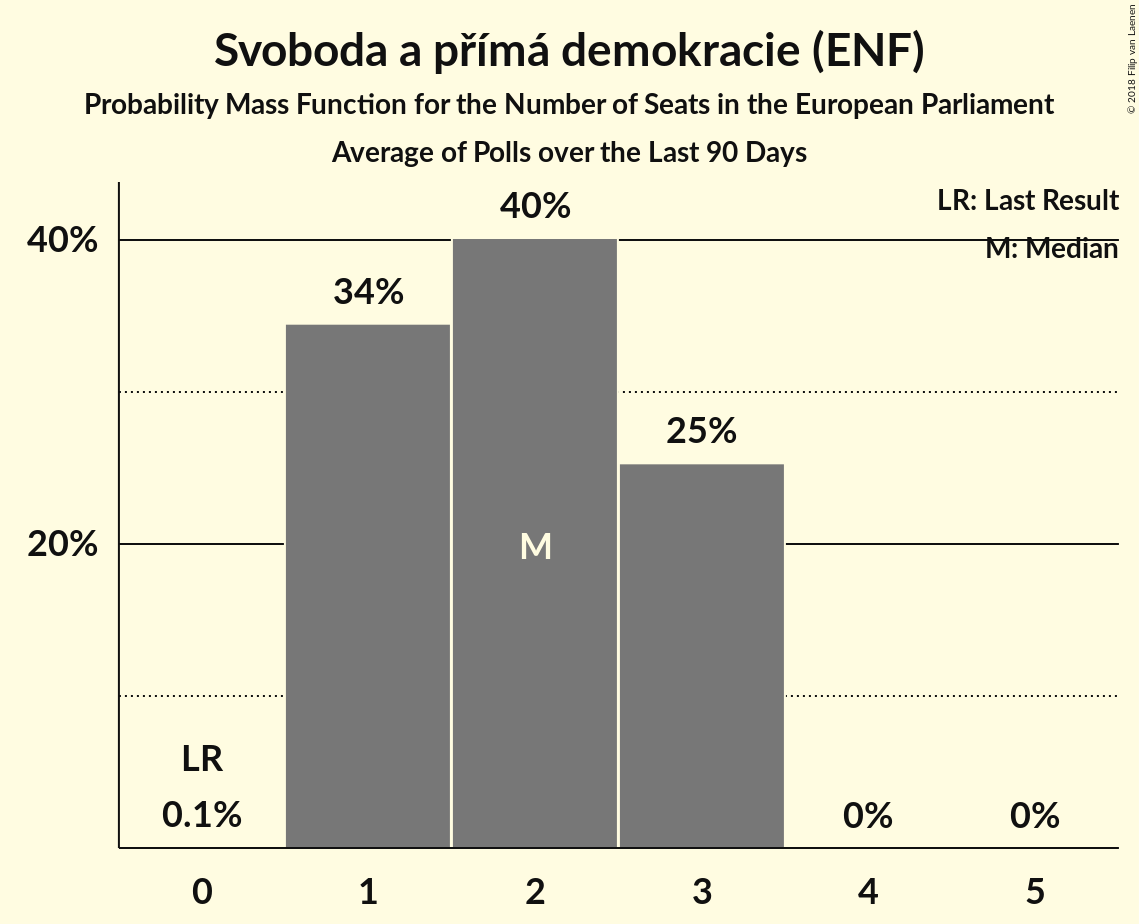 Svoboda a přímá demokracie (ENF)
Probability Mass Function for the Number of Seats in the European Parliament
Average of Polls over the Last 90 Days
© 2018 Filip van Laenen
LR: Last Result
M: Median
40%
20%
LR
0.1%
34%
40%
M
25%
0%
0%
0 1 2 3 4 5